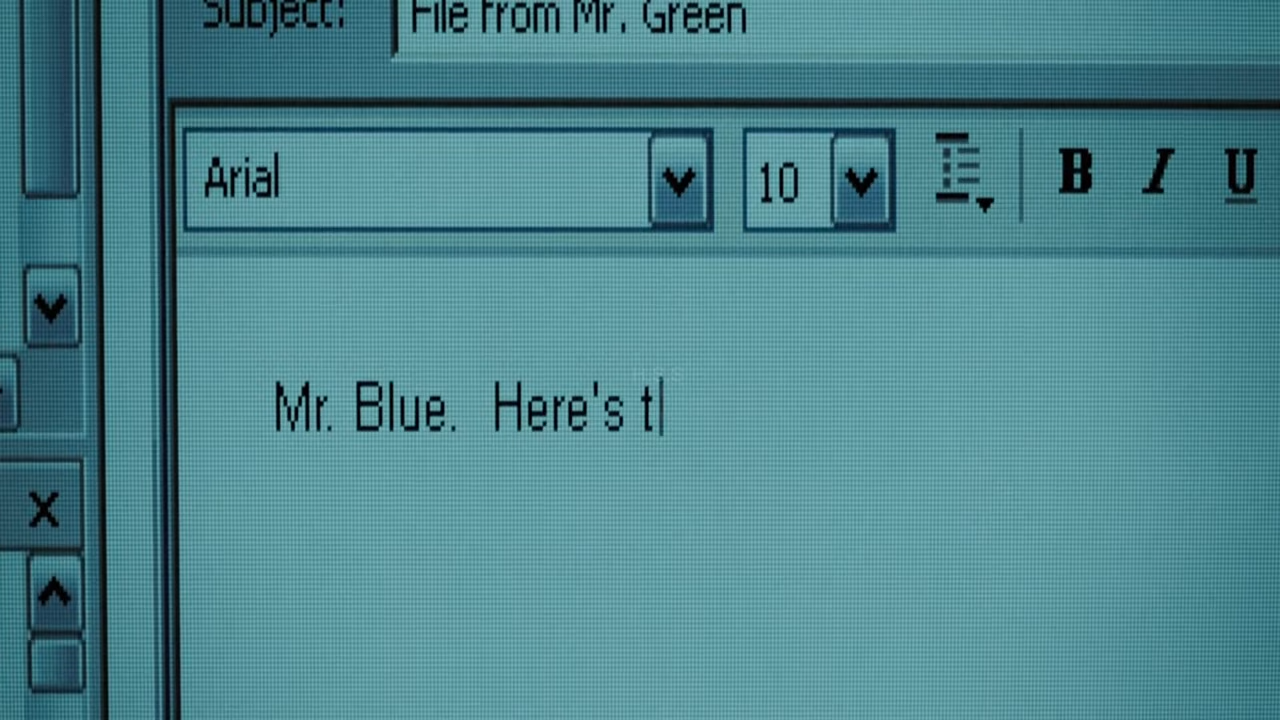 Subject: File from Mr. Green
Arial 10 B I U
Mr. Blue.  Here's t
X